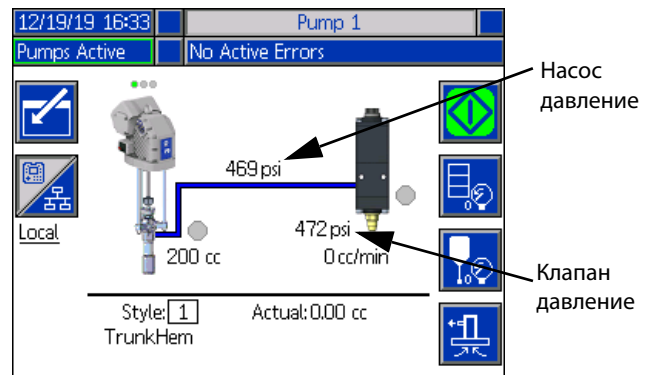 12/19/19 16:33
Pump 1
Pumps Active
No Active Errors
Насос
давление
469 psi
Local
200 cc
472 psi
0 cc/min
Клапан
давление
Style: 1
Actual: 0.00 cc
TrunkHem